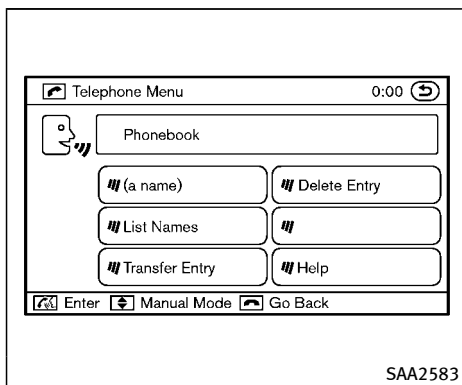 Telephone Menu 0:00
Phonebook
(a name) Delete Entry
List Names
Transfer Entry Help
Enter Manual Mode Go Back
SAA2583